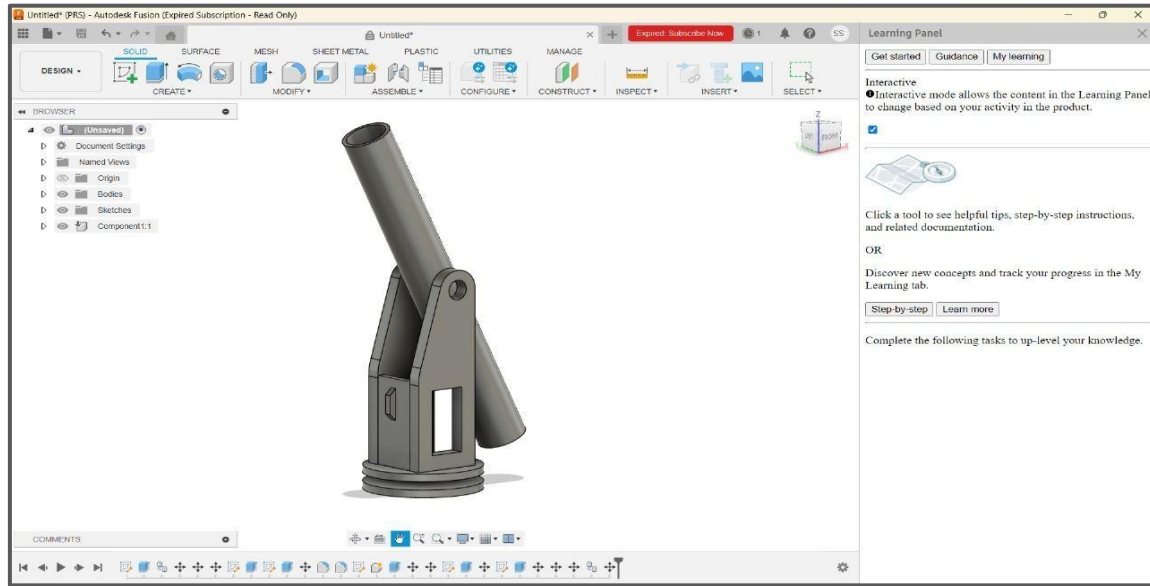 Untitled* (PRS) - Autodesk Fusion (Expired Subscription - Read Only)
Untitled*
Expired: Subscribe Now
1
SS
Learning Panel
DESIGN
SOLID
SURFACE
MESH
SHEET METAL
PLASTIC
UTILITIES
MANAGE
CREATE
MODIFY
ASSEMBLE
CONFIGURE
CONSTRUCT
INSPECT
INSERT
SELECT
Get started
Guidance
My learning
Interactive
Interactive mode allows the content in the Learning Panel
to change based on your activity in the product.
BROWSER
(Unsaved)
Document Settings
Named Views
Origin
Bodies
Sketches
Component1:1
Z
FRONT
X
Click a tool to see helpful tips, step-by-step instructions,
and related documentation.
OR
Discover new concepts and track your progress in the My
Learning tab.
Step-by-step
Learn more
Complete the following tasks to up-level your knowledge.
COMMENTS